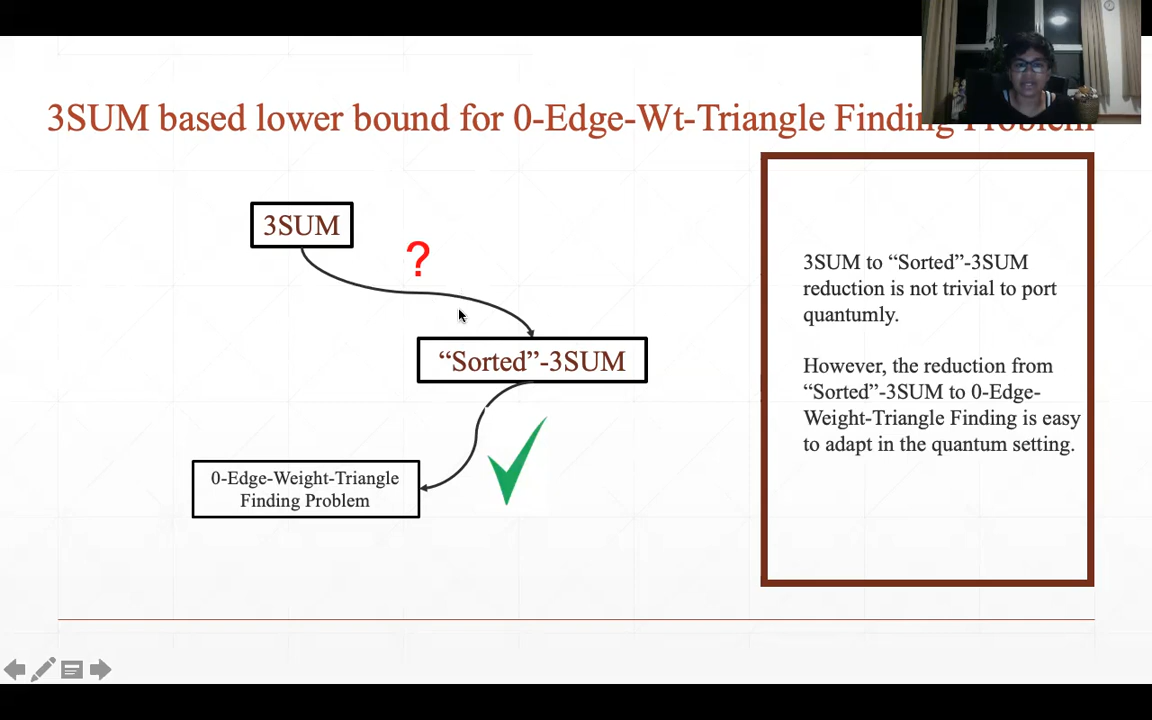 3SUM based lower bound for 0-Edge-Wt-Triangle Finding Problem
3SUM
?
"Sorted"-3SUM
0-Edge-Weight-Triangle
Finding Problem
3SUM to “Sorted”-3SUM
reduction is not trivial to port
quantumly.
However, the reduction from
“Sorted”-3SUM to 0-Edge-
Weight-Triangle Finding is easy
to adapt in the quantum setting.